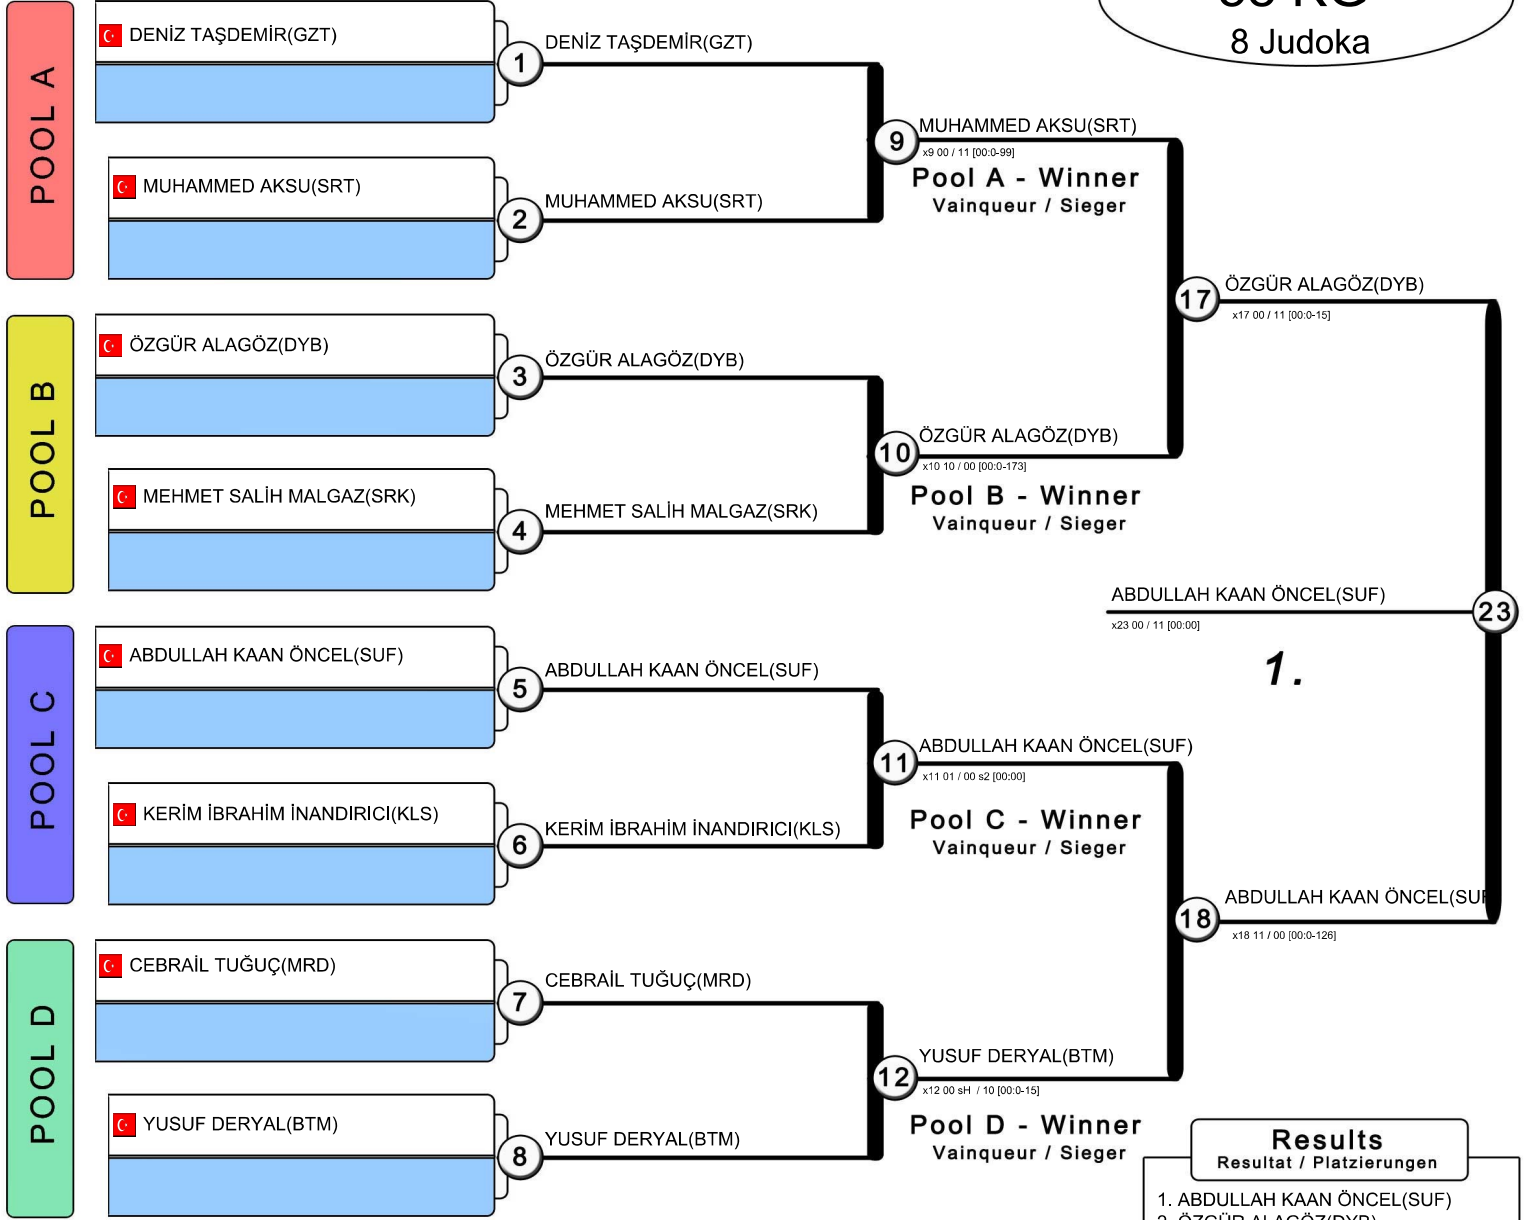 8 Judoka
POOL A
DENİZ TAŞDEMİR(GZT)
1
DENİZ TAŞDEMİR(GZT)
MUHAMMED AKSU(SRT)
2
MUHAMMED AKSU(SRT)
9
MUHAMMED AKSU(SRT)
x9 00 / 11 [00:0-99]
Pool A - Winner
Vainqueur / Sieger
POOL B
ÖZGÜR ALAGÖZ(DYB)
3
ÖZGÜR ALAGÖZ(DYB)
MEHMET SALİH MALGAZ(SRK)
4
MEHMET SALİH MALGAZ(SRK)
10
ÖZGÜR ALAGÖZ(DYB)
x10 10 / 00 [00:0-173]
Pool B - Winner
Vainqueur / Sieger
17
ÖZGÜR ALAGÖZ(DYB)
x17 00 / 11 [00:0-15]
ABDULLAH KAAN ÖNCEL(SUF)
23
x23 00 / 11 [00:00]
1.
POOL C
ABDULLAH KAAN ÖNCEL(SUF)
5
ABDULLAH KAAN ÖNCEL(SUF)
KERİM İBRAHİM İNANDIRICI(KLS)
6
KERİM İBRAHİM İNANDIRICI(KLS)
11
ABDULLAH KAAN ÖNCEL(SUF)
x11 01 / 00 s2 [00:00]
Pool C - Winner
Vainqueur / Sieger
18
ABDULLAH KAAN ÖNCEL(SUF
x18 11 / 00 [00:0-126]
POOL D
CEBRAİL TUĞUÇ(MRD)
7
CEBRAİL TUĞUÇ(MRD)
YUSUF DERYAL(BTM)
8
YUSUF DERYAL(BTM)
12
YUSUF DERYAL(BTM)
x12 00 sH / 10 [00:0-15]
Pool D - Winner
Vainqueur / Sieger
Results
Resultat / Platzierungen
1. ABDULLAH KAAN ÖNCEL(SUF)
2. ÖZGÜR ALAGÖZ(DYB)